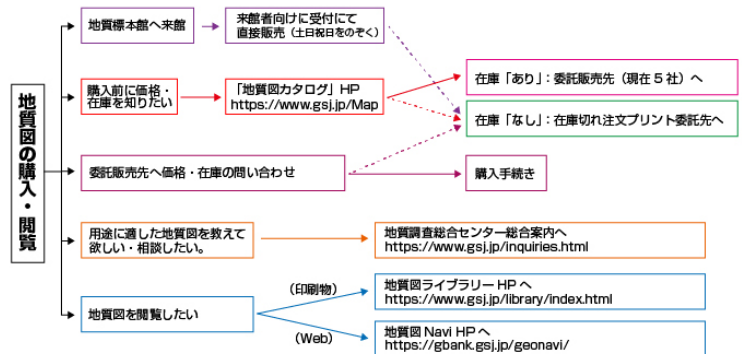 地質図の購入・閲覧
地質標本館へ来館
来館者向けに受付にて
直接販売（土日祝日をのぞく）
購入前に価格・
在庫を知りたい
「地質図カタログ」HP
https://www.gsj.jp/Map
在庫「あり」：委託販売先（現在５社）へ
在庫「なし」：在庫切れ注文プリント委託先へ
委託販売先へ価格・在庫の問い合わせ
購入手続き
用途に適した地質図を教えて
欲しい・相談したい。
地質調査総合センター総合案内へ
https://www.gsj.jp/inquiries.html
地質図を閲覧したい
（印刷物）
地質図ライブラリーHPへ
https://www.gsj.jp/library/index.html
（Web）
地質図Navi HPへ
https://gbank.gsj.jp/geonavi/